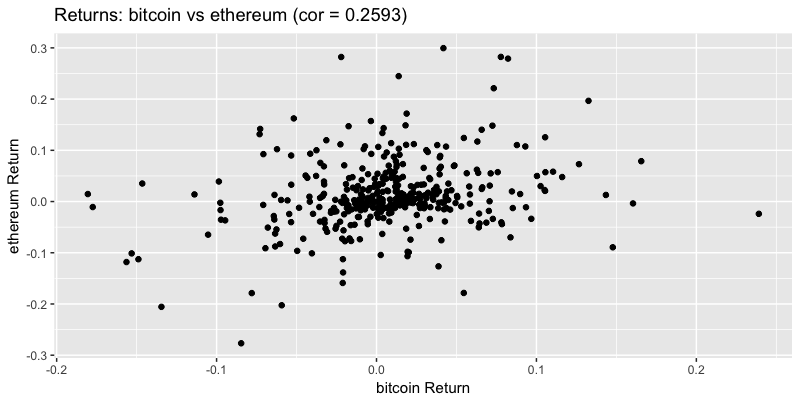 Returns: bitcoin vs ethereum (cor = 0.2593)
ethereum Return
0.3
0.2
0.1
0.0
-0.1
-0.2
-0.3
-0.2 -0.1 0.0 0.1 0.2
bitcoin Return